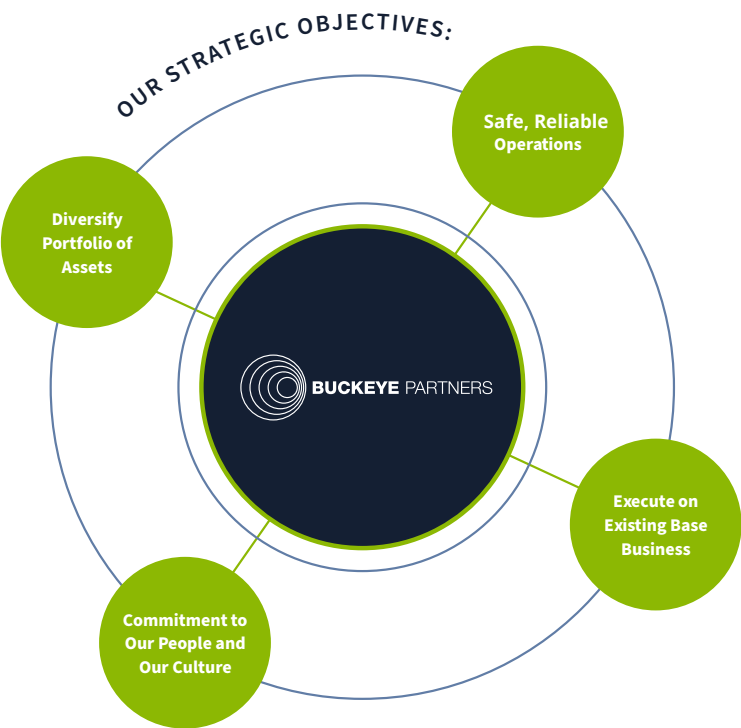 OUR STRATEGIC OBJECTIVES:
Safe, Reliable
Operations
Diversify
Portfolio of
Assets
BUCKEYE PARTNERS
Execute on
Existing Base
Business
Commitment to
Our People and
Our Culture